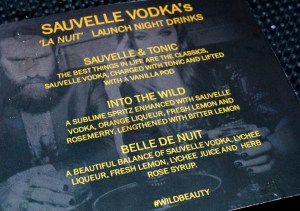 SAUVELLE VODKA's
'LA NUIT' LAUNCH NIGHT DRINKS
SAUVELLE & TONIC
THE BEST THINGS IN LIFE ARE THE CLASSICS,
SAUVELLE VODKA, CHARGED WITH TONIC AND LIFTED
WITH A VANILLA POD
INTO THE WILD
A SUBLIME SPRITZ ENHANCED WITH SAUVELLE
VODKA, ORANGE LIQUEUR, FRESH LEMON AND
ROSEMERRY, LENGTHENED WITH BITTER LEMON
BELLE DE NUIT
A BEAUTIFUL BALANCE OF SAUVELLE VODKA, LYCHEE
LIQUEUR, FRESH LEMON, LYCHEE JUICE AND HERB
ROSE SYRUP.
#WILDBEAUTY